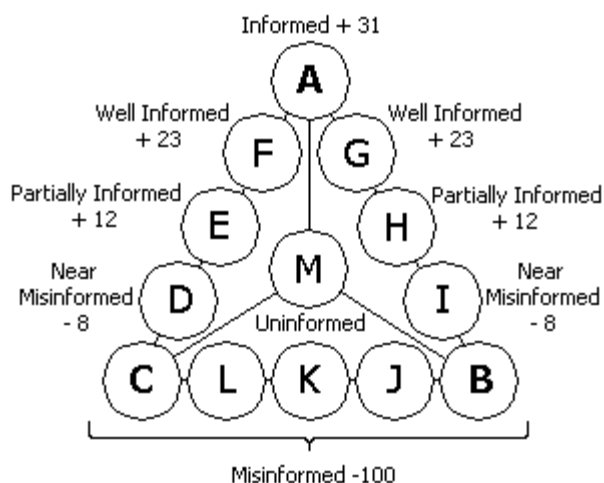 Informed + 31
A
Well Informed
+ 23
F
G
Well Informed
+ 23
Partially Informed
+ 12
E
H
Partially Informed
+ 12
M
Near
Misinformed
- 8
D
Uninformed
I
Near
Misinformed
- 8
C
L
K
J
B
Misinformed -100